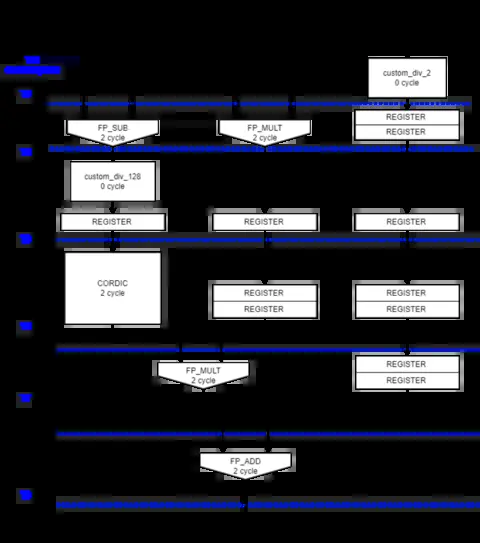 custom_div_2
0 cycle
REGISTER
REGISTER
FP_SUB
2 cycle
FP_MULT
2 cycle
custom_div_128
0 cycle
REGISTER
REGISTER
REGISTER
CORDIC
2 cycle
REGISTER
REGISTER
REGISTER
REGISTER
FP_MULT
2 cycle
REGISTER
REGISTER
FP_ADD
2 cycle